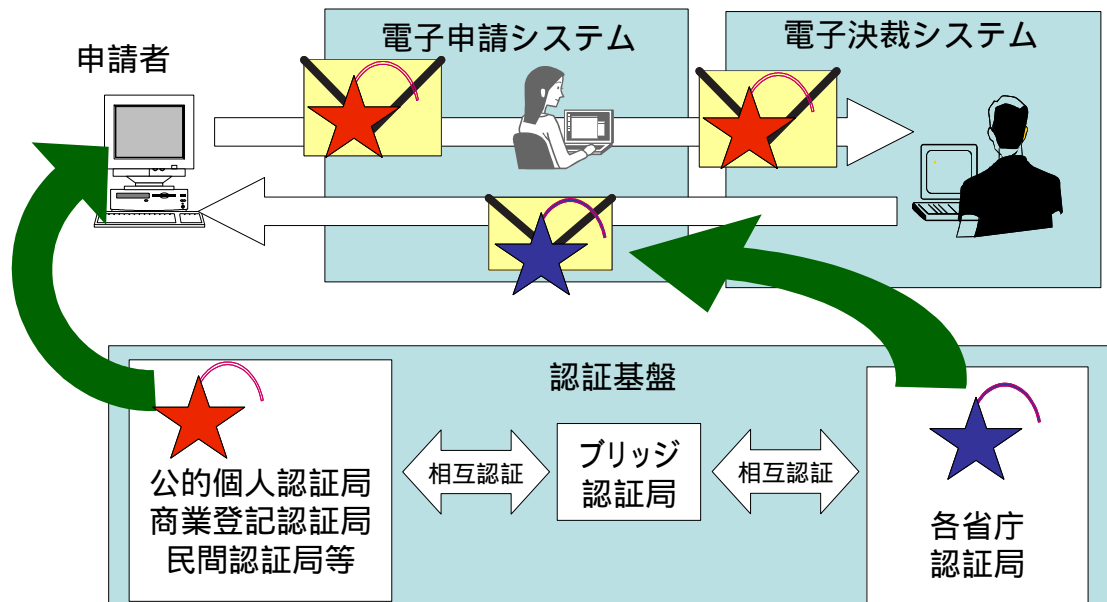 申請者
電子申請システム
電子決裁システム
認証基盤
公的個人認証局
商業登記認証局
民間認証局等
相互認証
ブリッジ
認証局
相互認証
各省庁
認証局